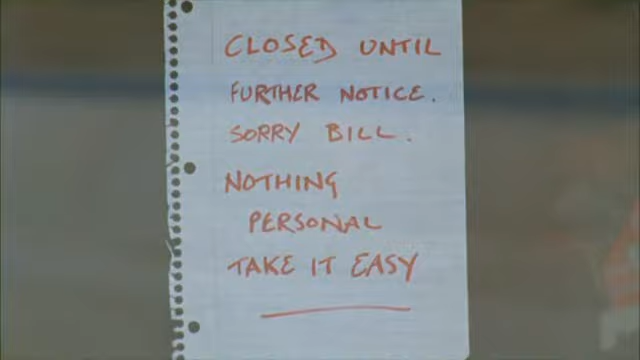 CLOSED UNTIL
FURTHER NOTICE.
SORRY BILL.
NOTHING
PERSONAL
TAKE IT EASY